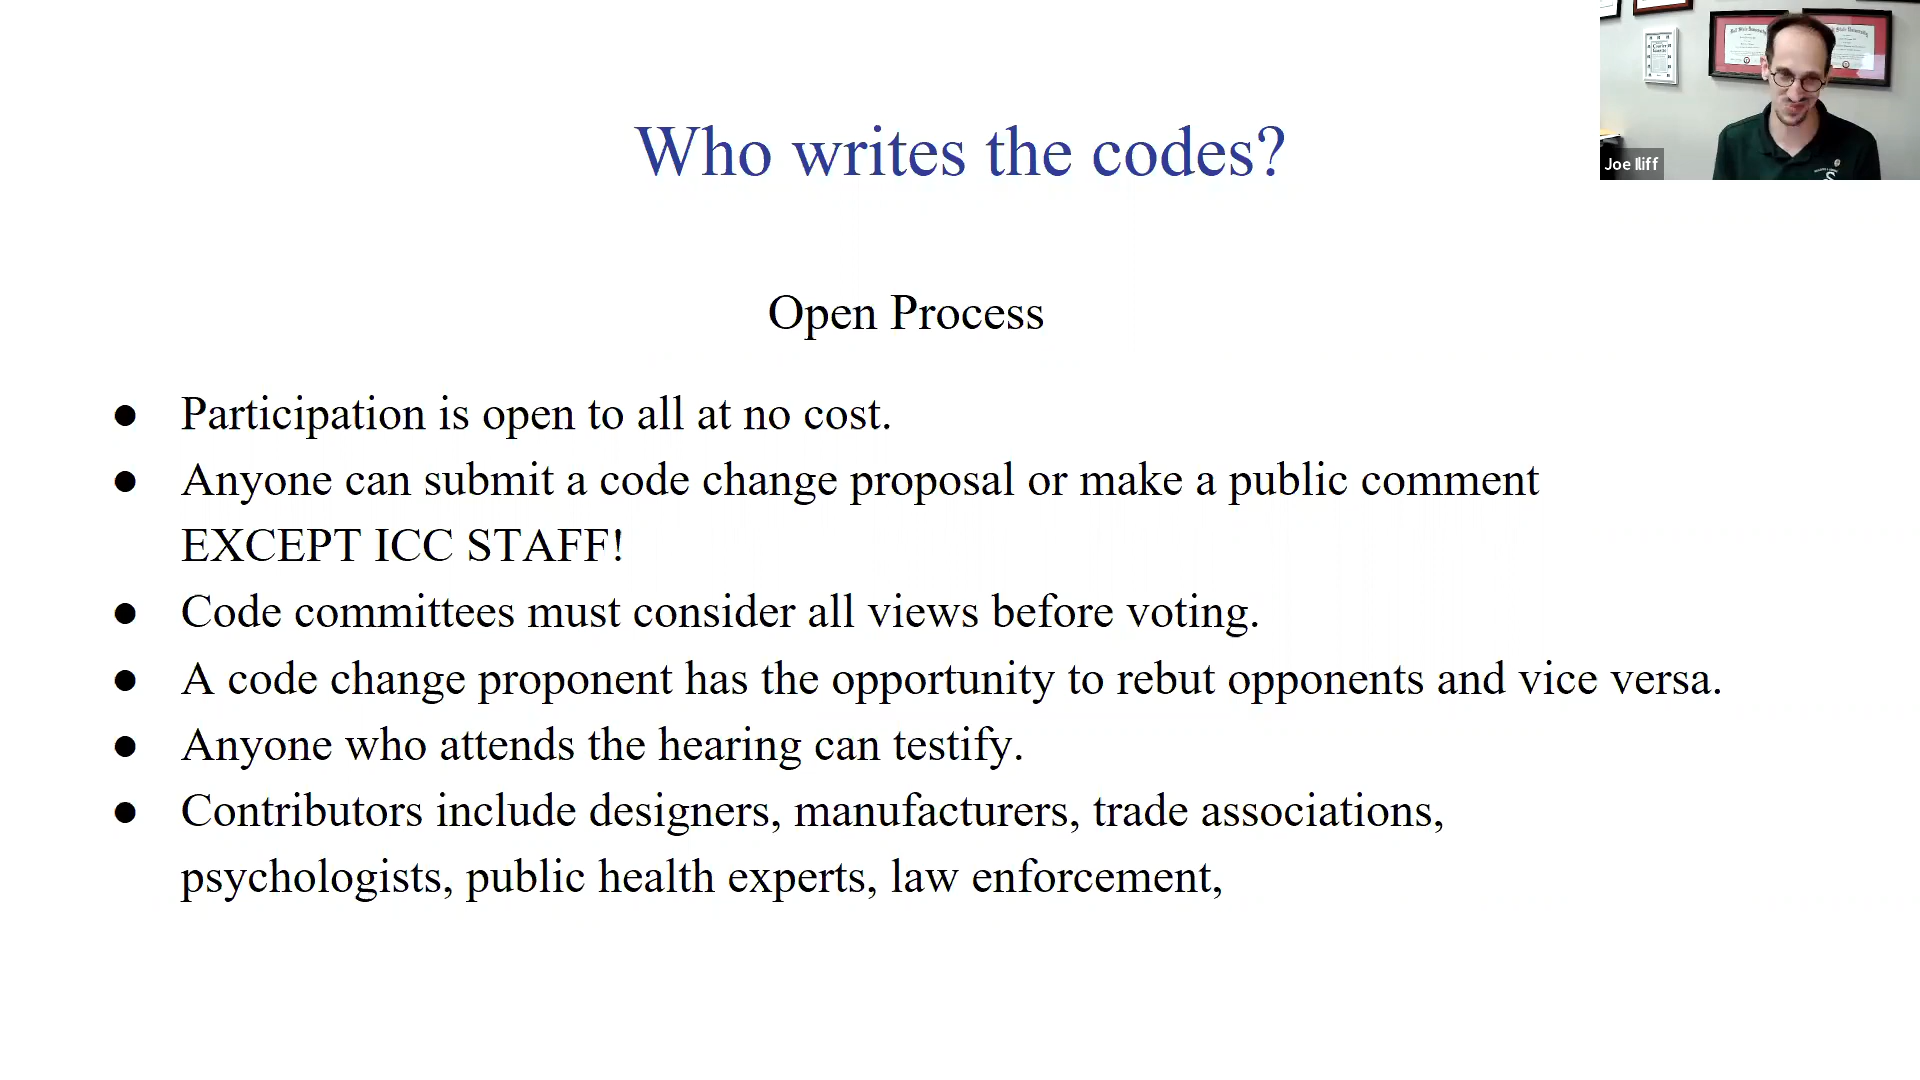 Who writes the codes?
Joe Iliff
Open Process
● Participation is open to all at no cost.
● Anyone can submit a code change proposal or make a public comment
EXCEPT ICC STAFF!
● Code committees must consider all views before voting.
● A code change proponent has the opportunity to rebut opponents and vice versa.
● Anyone who attends the hearing can testify.
● Contributors include designers, manufacturers, trade associations,
psychologists, public health experts, law enforcement,